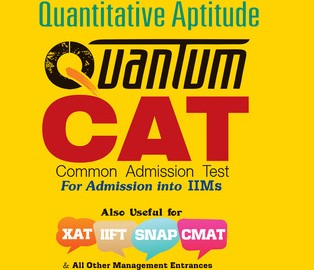 Quantitative Aptitude
QUANTUM
CAT
Common Admission Test
For Admission into IIMs
Also Useful for
XAT IIFT SNAP CMAT
& All Other Management Entrances